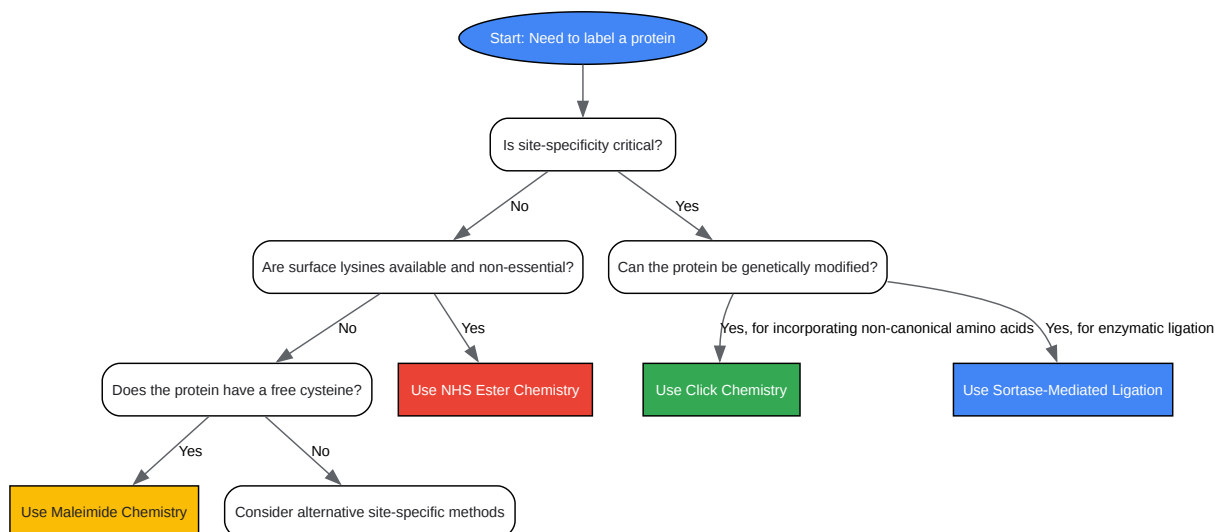 Start: Need to label a protein
Is site-specificity critical?
No
Yes
Are surface lysines available and non-essential?
Can the protein be genetically modified?
No
Yes
Yes, for incorporating non-canonical amino acids
Yes, for enzymatic ligation
Does the protein have a free cysteine?
Use NHS Ester Chemistry
Use Click Chemistry
Use Sortase-Mediated Ligation
Yes
No
Use Maleimide Chemistry
Consider alternative site-specific methods